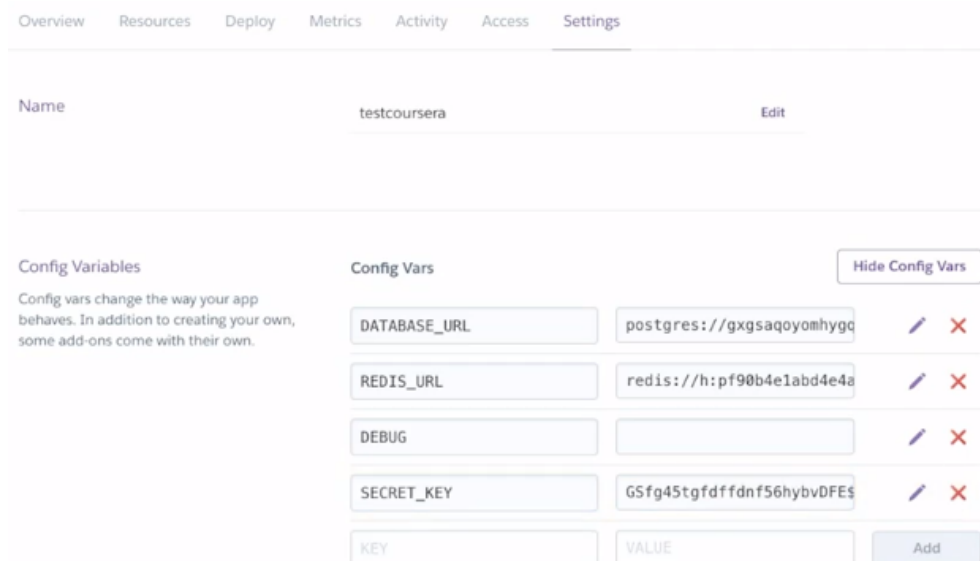 Overview Resources Deploy Metrics Activity Access Settings
Name testcoursera Edit
Config Variables
Config vars change the way your app
behaves. In addition to creating your own,
some add-ons come with their own.
Config Vars Hide Config Vars
DATABASE_URL postgres://gxgsaqoyomhygq
REDIS_URL redis://h:pf90b4e1abd4e4a
DEBUG
SECRET_KEY GSfg45tgfdffdnf56hybvDFE$
KEY VALUE Add